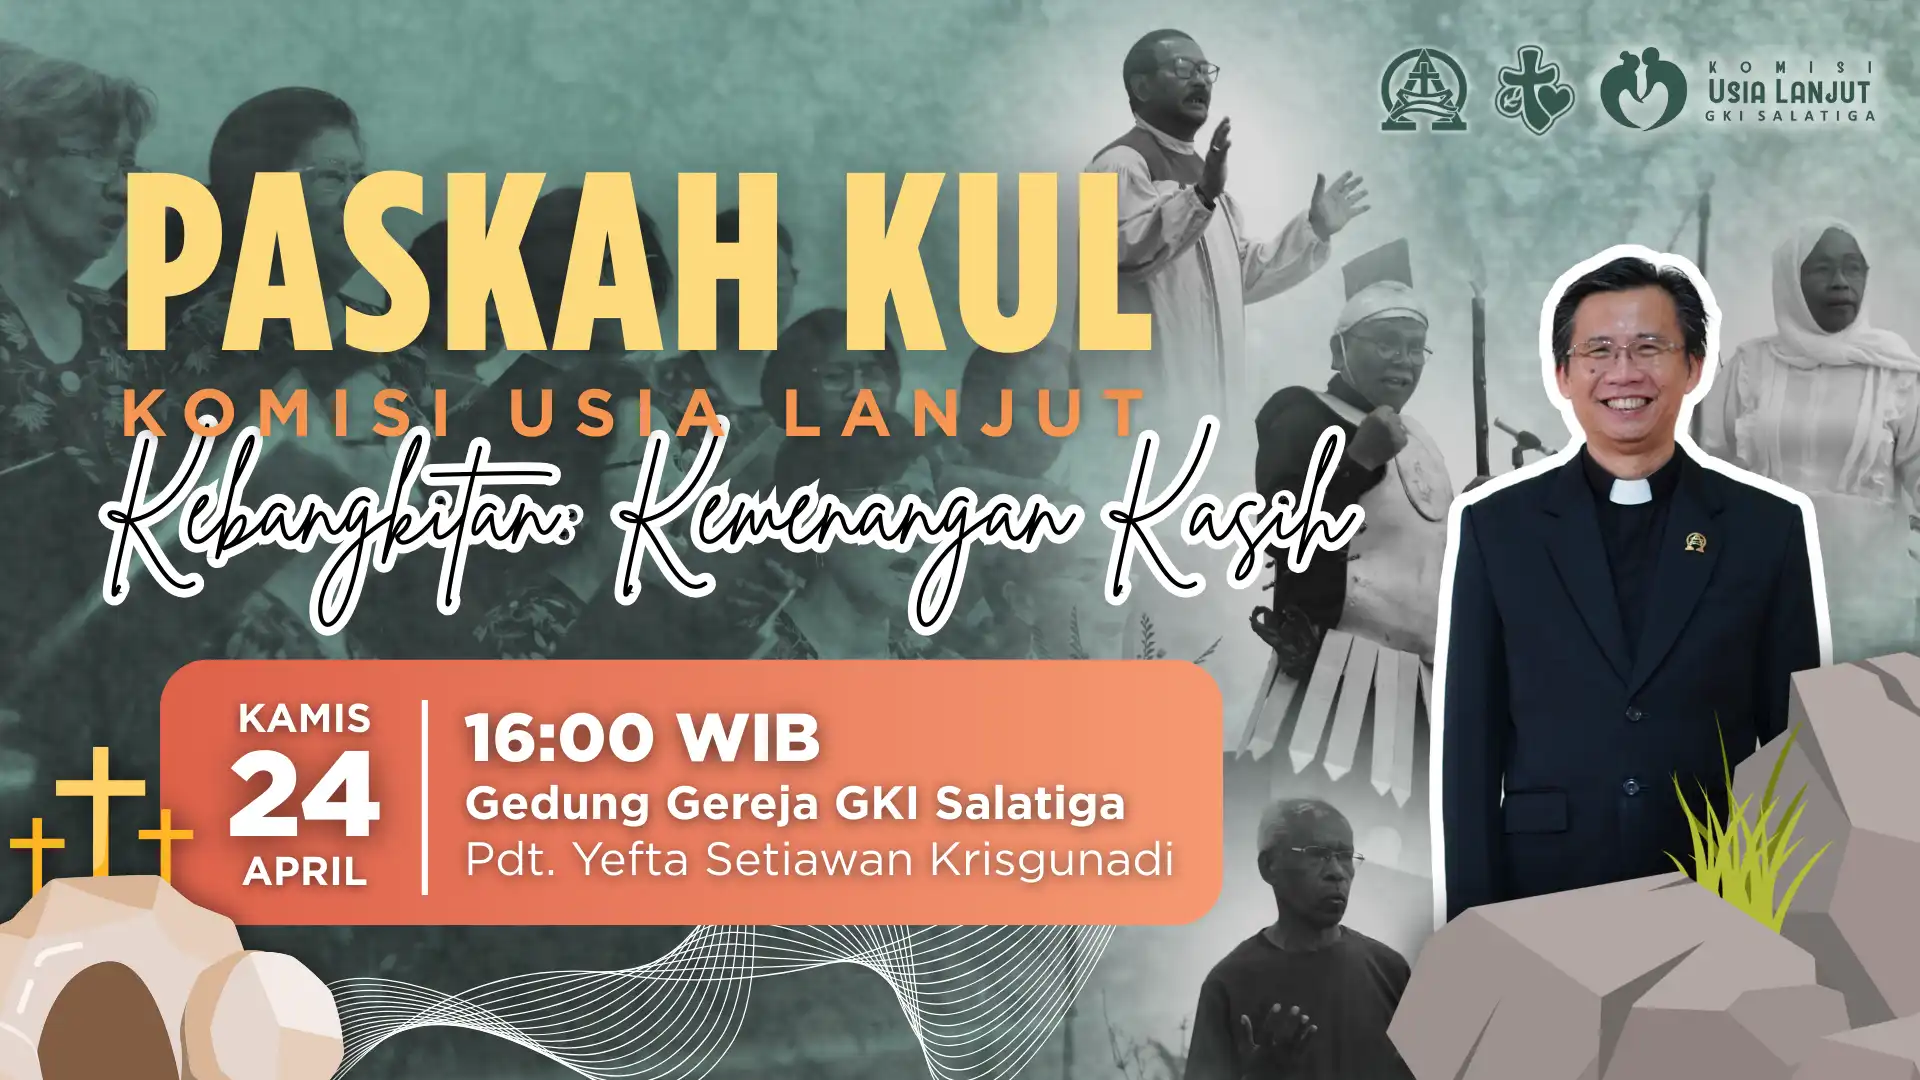 KOMISI
USIA LANJUT
GKI SALATIGA
PASKAH KUL
KOMISI USIA LANJUT
Kebangkitan: Kemenangan Kasih
KAMIS
24
APRIL
16:00 WIB
Gedung Gereja GKI Salatiga
Pdt. Yefta Setiawan Krisgunadi